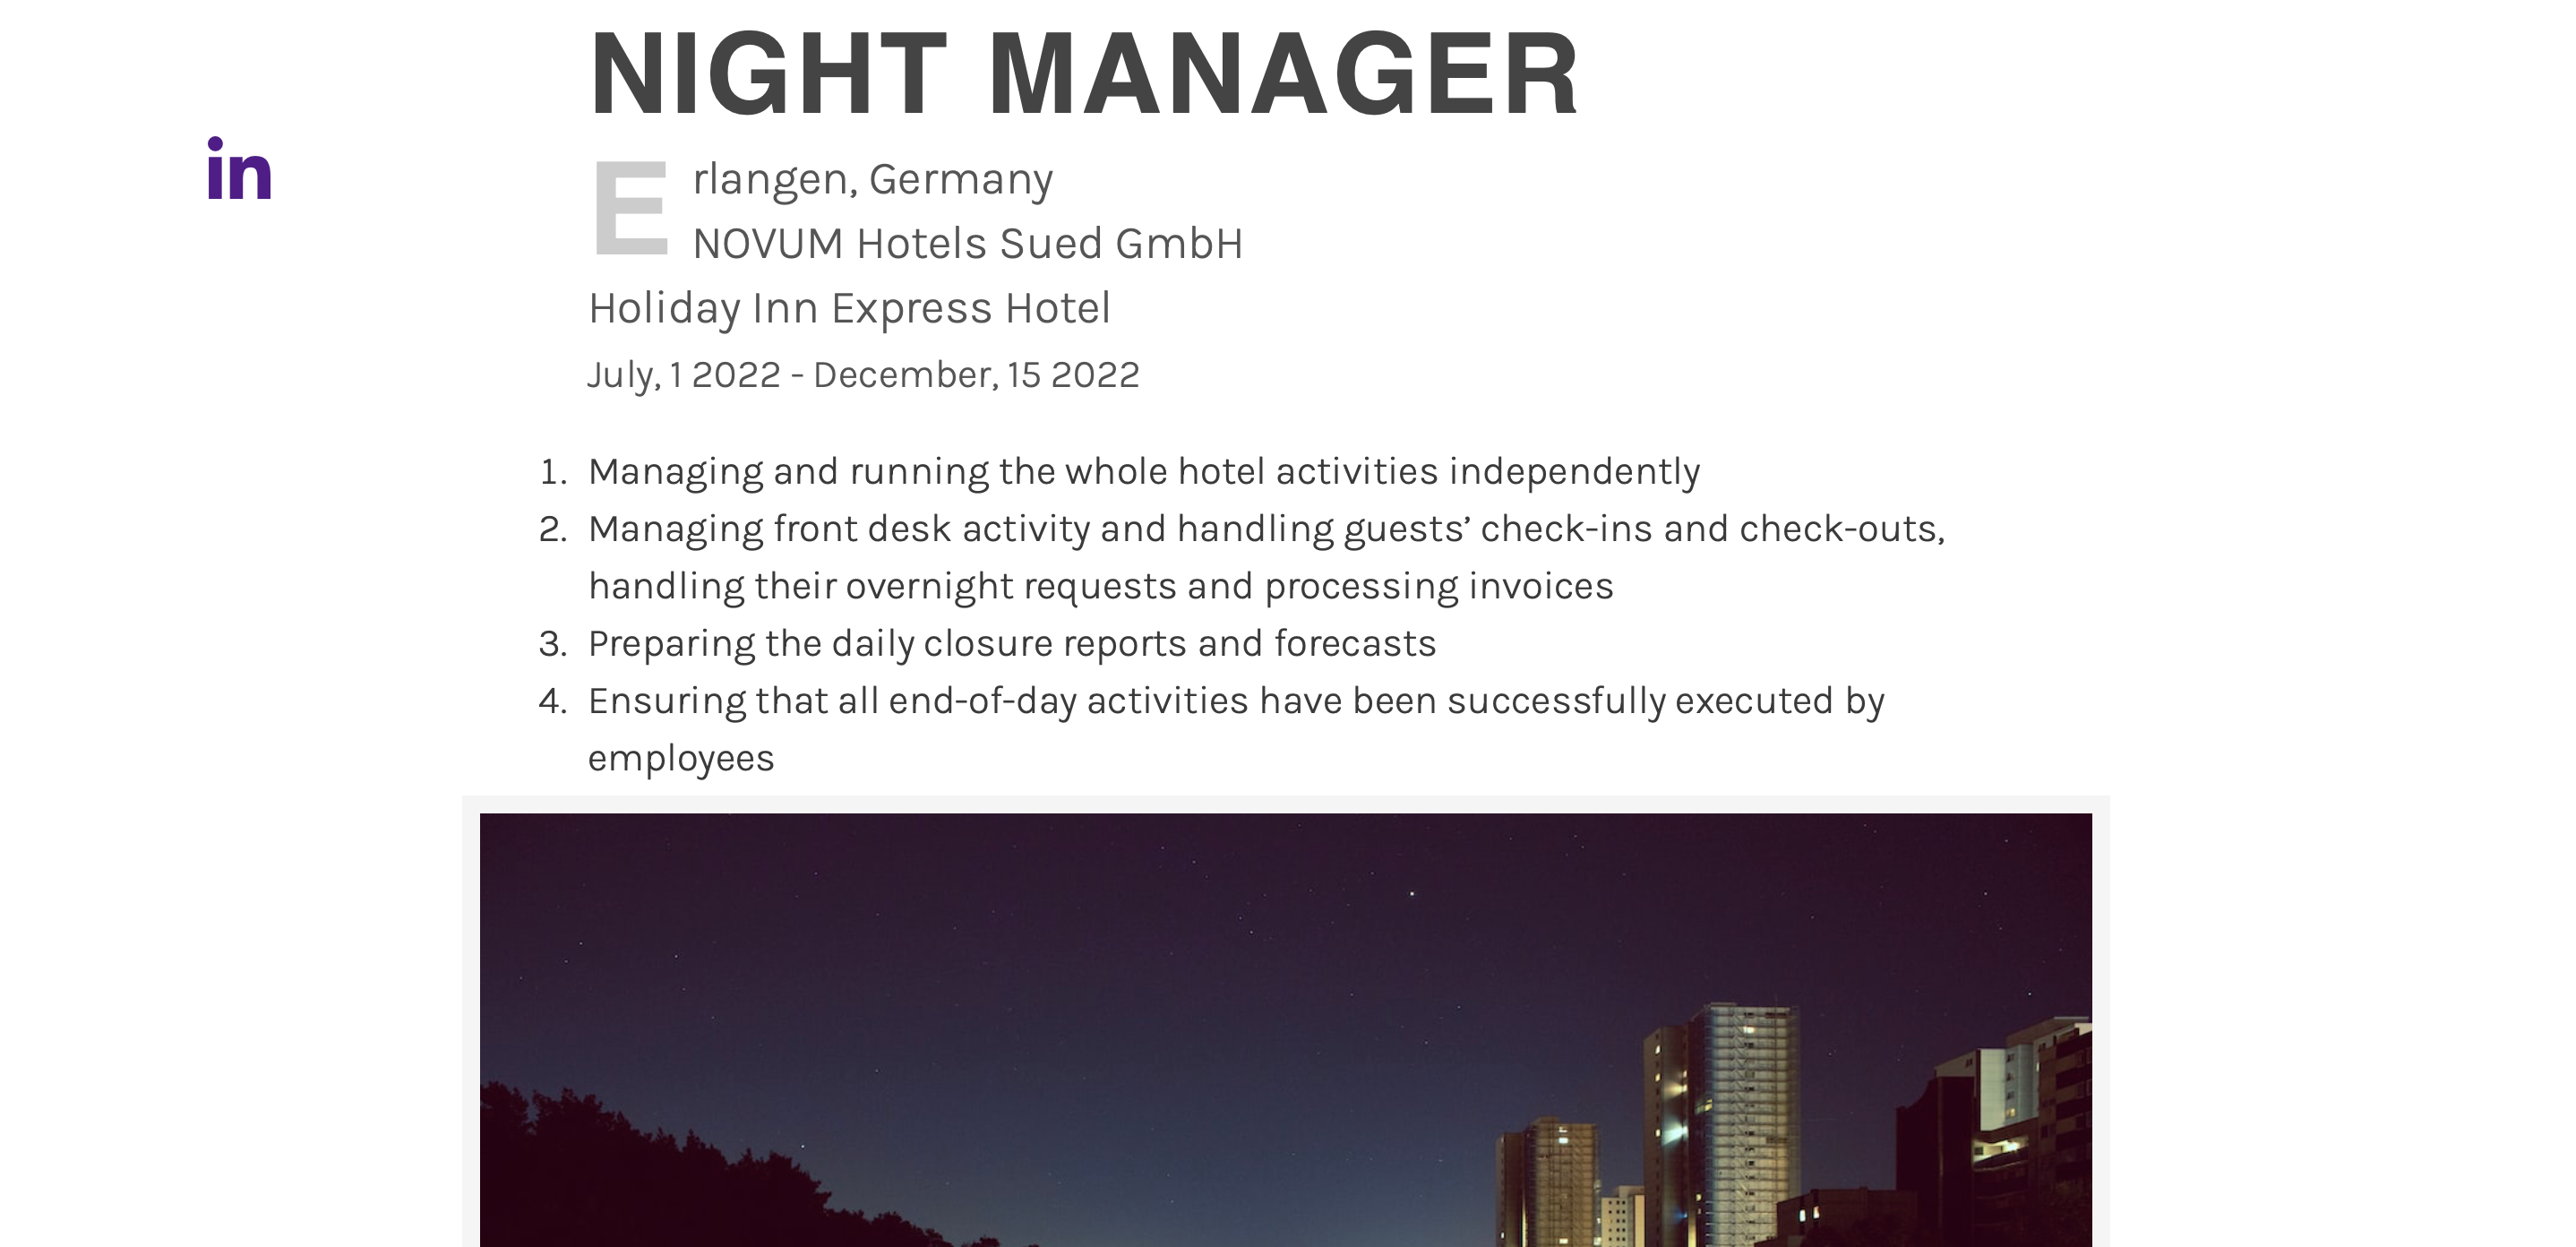 NIGHT MANAGER
in
Erlangen, Germany
NOVUM Hotels Sued GmbH
Holiday Inn Express Hotel
July, 1 2022 - December, 15 2022
1. Managing and running the whole hotel activities independently
2. Managing front desk activity and handling guests’ check-ins and check-outs,
handling their overnight requests and processing invoices
3. Preparing the daily closure reports and forecasts
4. Ensuring that all end-of-day activities have been successfully executed by
employees